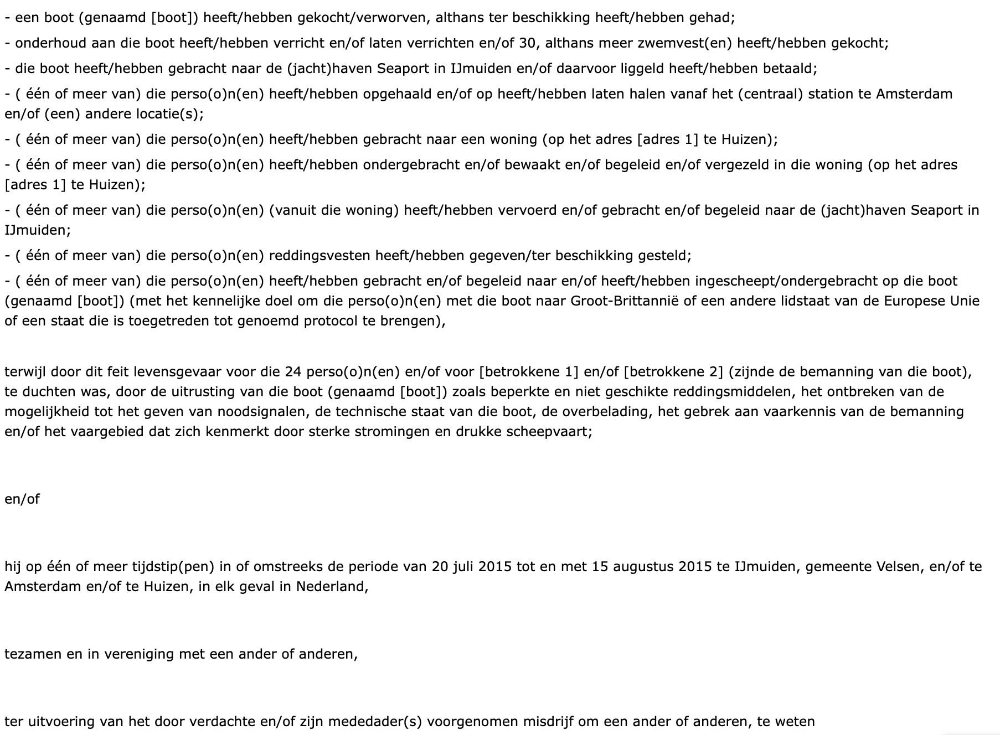 - een boot (genaamd [boot]) heeft/hebben gekocht/verworven, althans ter beschikking heeft/hebben gehad;
- onderhoud aan die boot heeft/hebben verricht en/of laten verrichten en/of 30, althans meer zwemvest(en) heeft/hebben gekocht;
- die boot heeft/hebben gebracht naar de (jacht)haven Seaport in IJmuiden en/of daarvoor liggeld heeft/hebben betaald;
- ( één of meer van) die perso(o)n(en) heeft/hebben opgehaald en/of op heeft/hebben laten halen vanaf het (centraal) station te Amsterdam
en/of (een) andere locatie(s);
- ( één of meer van) die perso(o)n(en) heeft/hebben gebracht naar een woning (op het adres [adres 1] te Huizen);
- ( één of meer van) die perso(o)n(en) heeft/hebben ondergebracht en/of bewaakt en/of begeleid en/of vergezeld in die woning (op het adres
[adres 1] te Huizen);
- ( één of meer van) die perso(o)n(en) (vanuit die woning) heeft/hebben vervoerd en/of gebracht en/of begeleid naar de (jacht)haven Seaport in
IJmuiden;
- ( één of meer van) die perso(o)n(en) reddingsvesten heeft/hebben gegeven/ter beschikking gesteld;
- ( één of meer van) die perso(o)n(en) heeft/hebben gebracht en/of begeleid naar en/of heeft/hebben ingescheept/ondergebracht op die boot
(genaamd [boot]) (met het kennelijke doel om die perso(o)n(en) met die boot naar Groot-Brittannië of een andere lidstaat van de Europese Unie
of een staat die is toegetreden tot genoemd protocol te brengen),
terwijl door dit feit levensgevaar voor die 24 perso(o)n(en) en/of voor [betrokkene 1] en/of [betrokkene 2] (zijnde de bemanning van die boot),
te duchten was, door de uitrusting van die boot (genaamd [boot]) zoals beperkte en niet geschikte reddingsmiddelen, het ontbreken van de
mogelijkheid tot het geven van noodsignalen, de technische staat van die boot, de overbelading, het gebrek aan vaarkennis van de bemanning
en/of het vaargebied dat zich kenmerkt door sterke stromingen en drukke scheepvaart;
en/of
hij op één of meer tijdstip(pen) in of omstreeks de periode van 20 juli 2015 tot en met 15 augustus 2015 te IJmuiden, gemeente Velsen, en/of te
Amsterdam en/of te Huizen, in elk geval in Nederland,
tezamen en in vereniging met een ander of anderen,
ter uitvoering van het door verdachte en/of zijn mededader(s) voorgenomen misdrijf om een ander of anderen, te weten